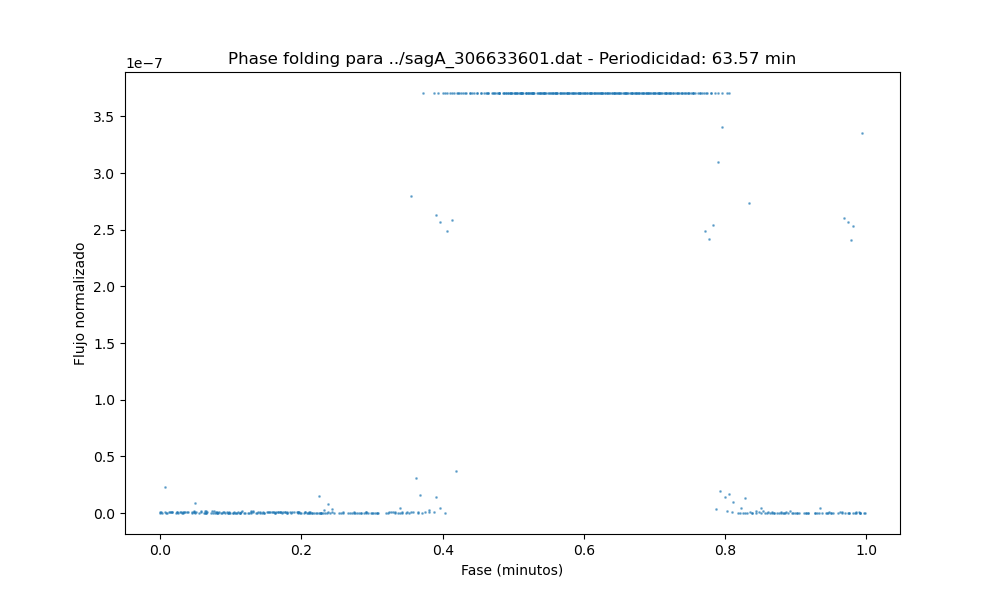 Phase folding para ../sagA_306633601.dat - Periodicidad: 63.57 min
1e−7
3.5
3.0
2.5
2.0
1.5
1.0
0.5
0.0
Flujo normalizado
0.0 0.2 0.4 0.6 0.8 1.0
Fase (minutos)